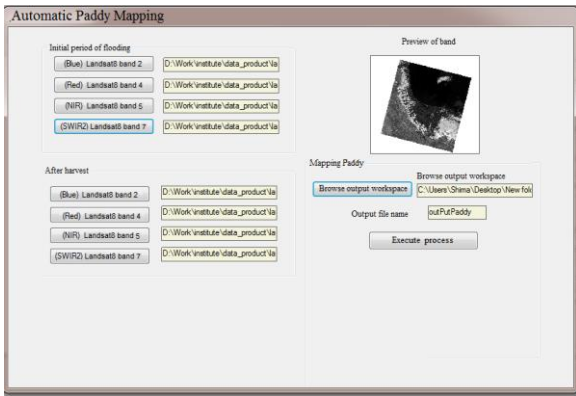 Automatic Paddy Mapping
Initial period of flooding
(Blue) Landsat8 band 2 D:\Work\institute\data_product\la
(Red) Landsat8 band 4 D:\Work\institute\data_product\la
(NIR) Landsat8 band 5 D:\Work\institute\data_product\la
(SWIR2) Landsat8 band 7 D:\Work\institute\data_product\la
After harvest
(Blue) Landsat8 band 2 D:\Work\institute\data_product\la
(Red) Landsat8 band 4 D:\Work\institute\data_product\la
(NIR) Landsat8 band 5 D:\Work\institute\data_product\la
(SWIR2) Landsat8 band 7 D:\Work\institute\data_product\la
Preview of band
Mapping Paddy
Browse output workspace
Browse output workspace C:\Users\Shima\Desktop\New fold
Output file name outPutPaddy
Execute process